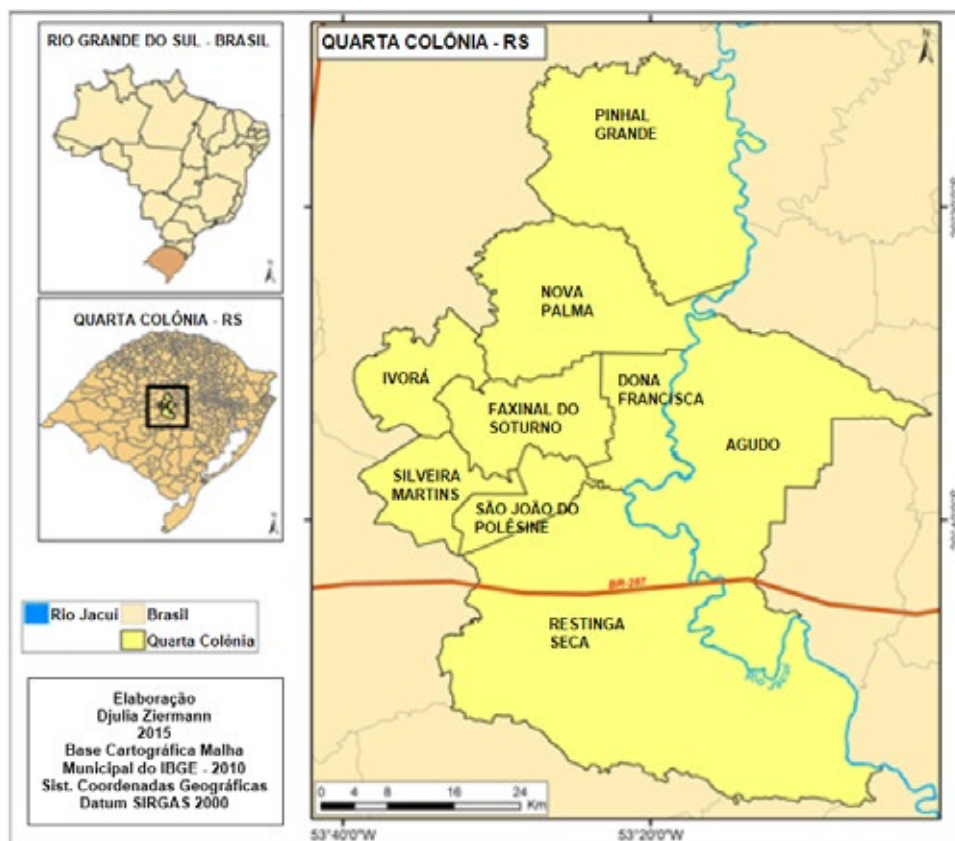 RIO GRANDE DO SUL - BRASIL
N
QUARTA COLÔNIA - RS
N
Rio Jacuí
Brasil
Quarta Colônia
Elaboração
Djulia Ziermann
2015
Base Cartográfica Malha
Municipal do IBGE - 2010
Sist. Coordenadas Geográficas
Datum SIRGAS 2000
QUARTA COLÔNIA - RS
N
PINHAL
GRANDE
NOVA
PALMA
IVORÁ
DONA
FRANCISCA
FAXINAL DO
SOTURNO
AGUDO
SILVEIRA
MARTINS
SÃO JOÃO DO
POLÊSINE
BR-287
RESTINGA
SECA
Rio Jacuí
0 4 8 16 24
Km
53°40'0"W
53°20'0"W